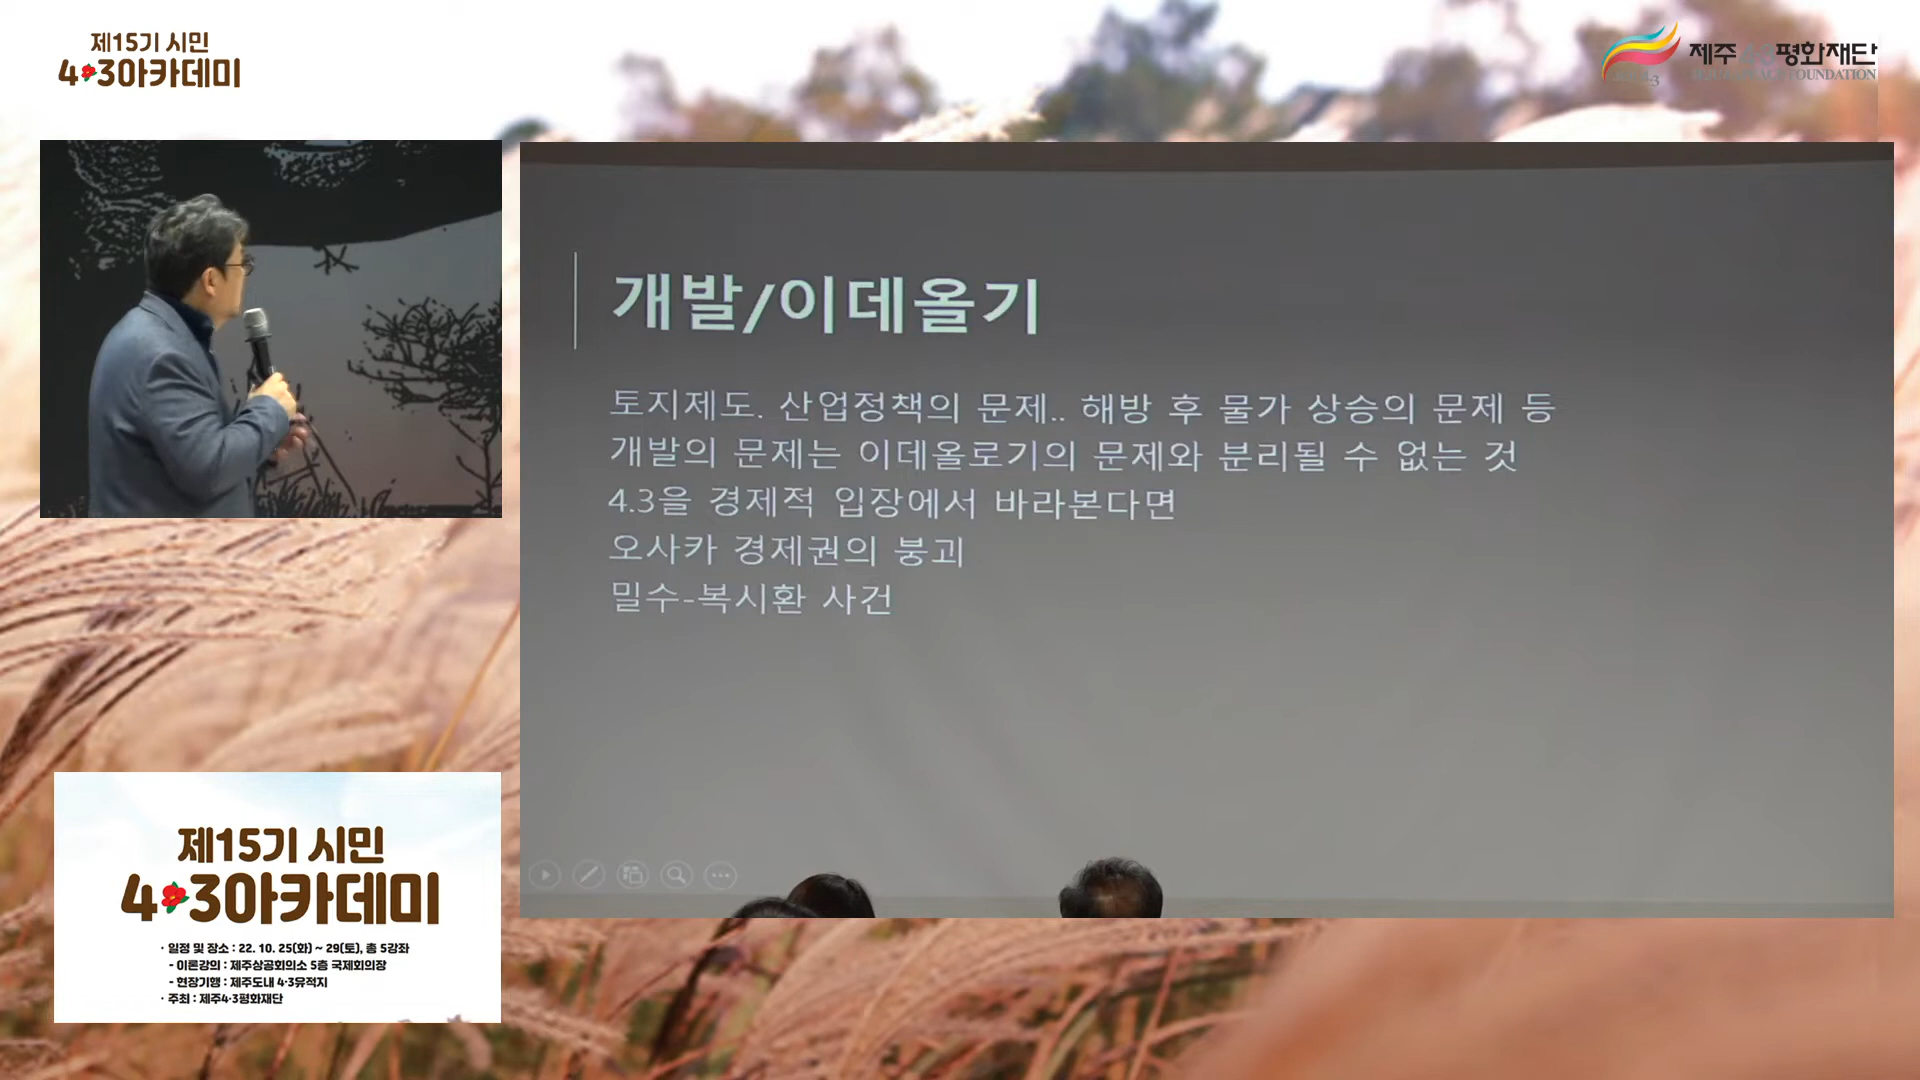 제15기 시민
4·3아카데미
제주4·3평화재단
개발/이데올기
토지제도. 산업정책의 문제.. 해방 후 물가 상승의 문제 등
개발의 문제는 이데올로기의 문제와 분리될 수 없는 것
4.3을 경제적 입장에서 바라본다면
오사카 경제권의 붕괴
밀수-복시환 사건
제15기 시민
4·3아카데미
· 일정 및 장소 : 22. 10. 25(화) ~ 29(토), 총 5강좌
- 이론강의 : 제주상공회의소 5층 국제회의장
- 현장기행 : 제주도내 4·3유적지
· 주최 : 제주4·3평화재단